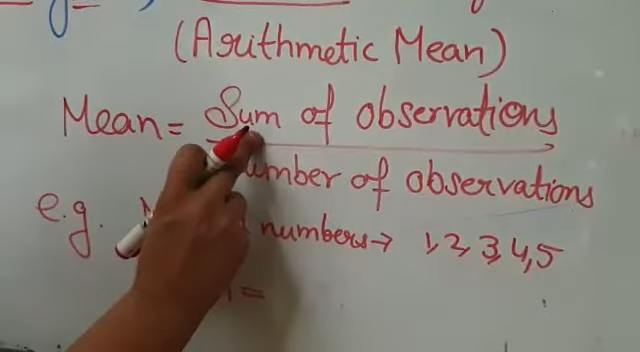 (Arithmetic Mean)
Mean = Sum of observations
umber of observations
e.g. numbers → 1, 2, 3, 4, 5
=